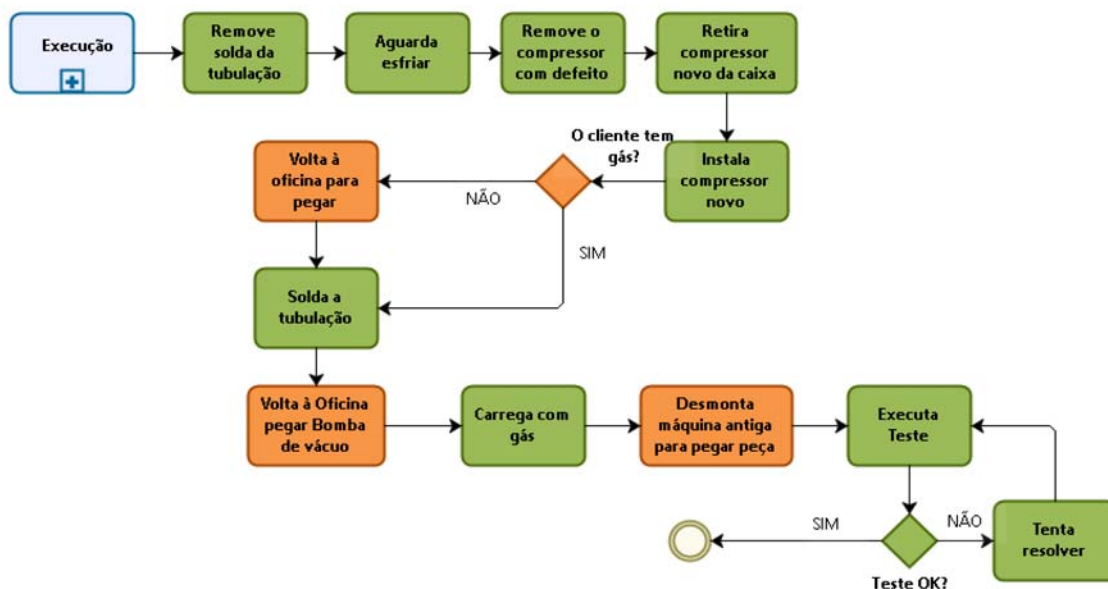 Execução
Remove
solda da
tubulação
Aguarda
esfriar
Remove o
compressor
com defeito
Retira
compressor
novo da caixa
O cliente tem
gás?
Volta à
oficina para
pegar
NÃO
Instala
compressor
novo
SIM
Solda a
tubulação
Volta à Oficina
pegar Bomba
de vácuo
Carrega com
gás
Desmonta
máquina antiga
para pegar peça
Executa
Teste
SIM
NÃO
Tenta
resolver
Teste OK?